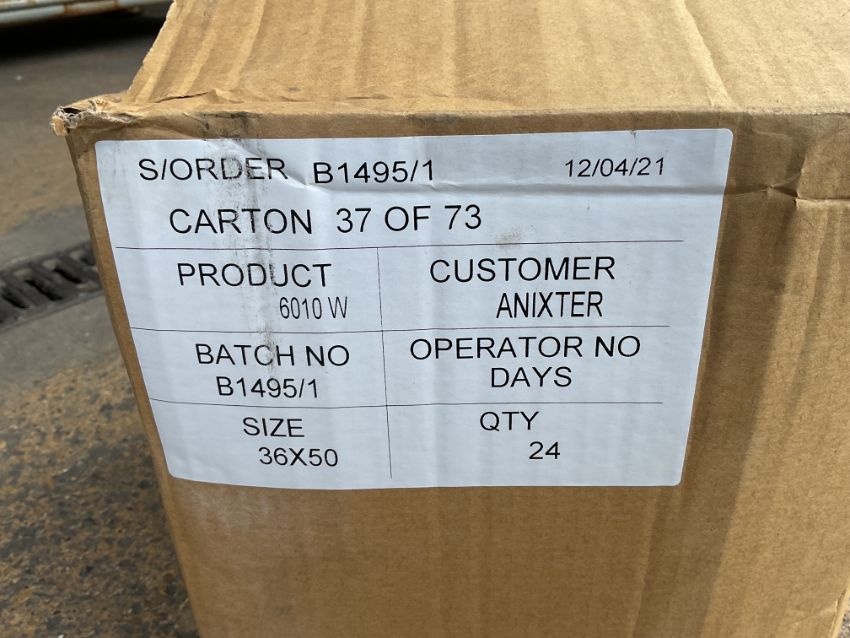 S/ORDER B1495/1 12/04/21
CARTON 37 OF 73
PRODUCT CUSTOMER
6010 W ANIXTER
BATCH NO OPERATOR NO
B1495/1 DAYS
SIZE QTY
36X50 24